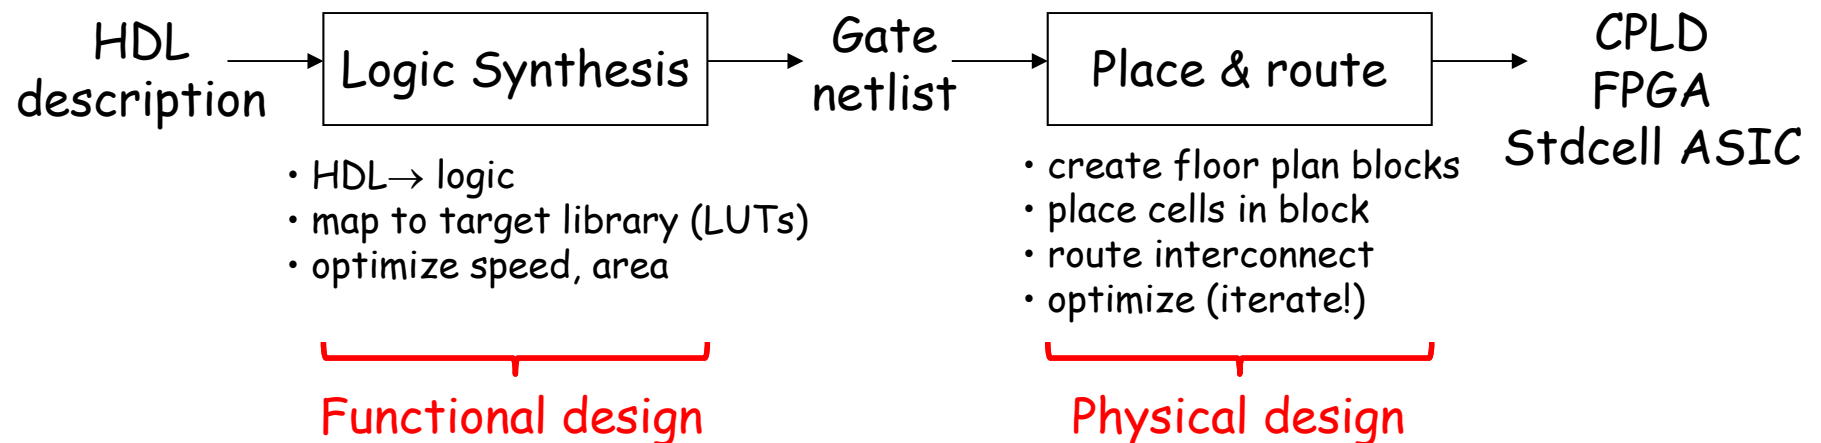 HDL
description
Logic Synthesis
Gate
netlist
Place & route
CPLD
FPGA
Stdcell ASIC
• HDL→ logic
• map to target library (LUTs)
• optimize speed, area
• create floor plan blocks
• place cells in block
• route interconnect
• optimize (iterate!)
Functional design
Physical design